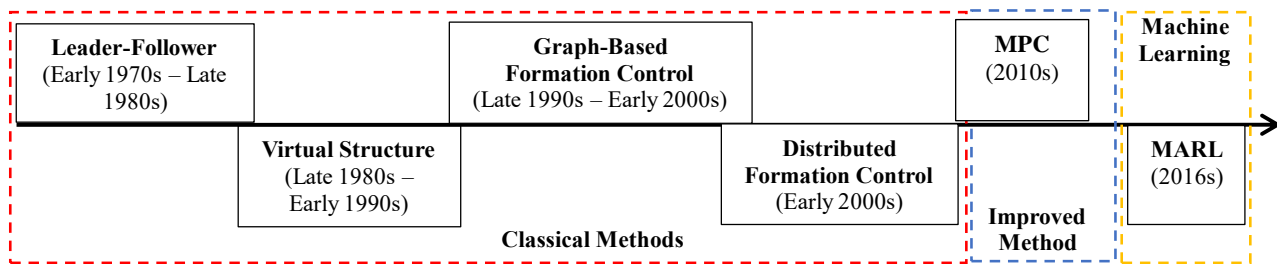 Leader-Follower
(Early 1970s – Late
1980s)
Virtual Structure
(Late 1980s –
Early 1990s)
Graph-Based
Formation Control
(Late 1990s – Early 2000s)
Distributed
Formation Control
(Early 2000s)
Classical Methods
MPC
(2010s)
Improved
Method
Machine
Learning
MARL
(2016s)